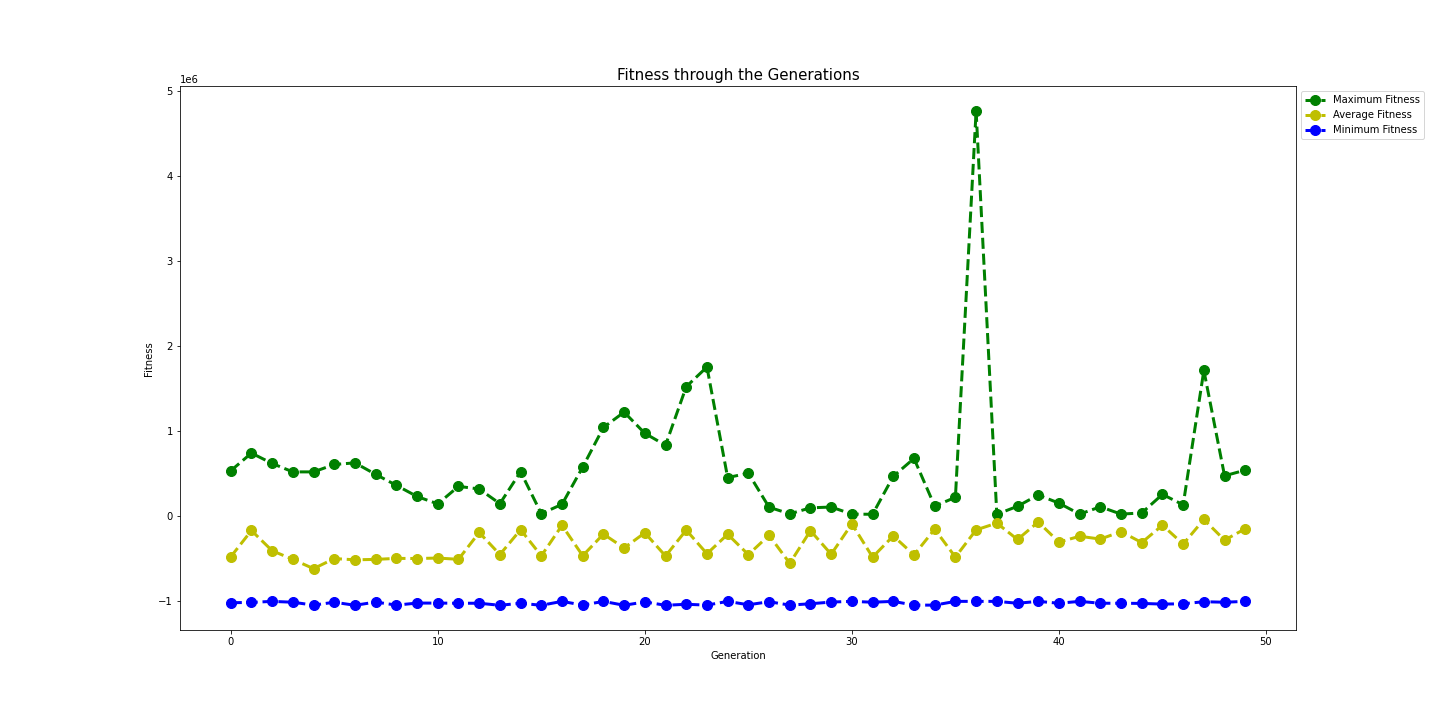 Fitness through the Generations
1e6
Maximum Fitness
Average Fitness
Minimum Fitness
5
4
3
2
1
0
−1
Fitness
0 10 20 30 40 50
Generation